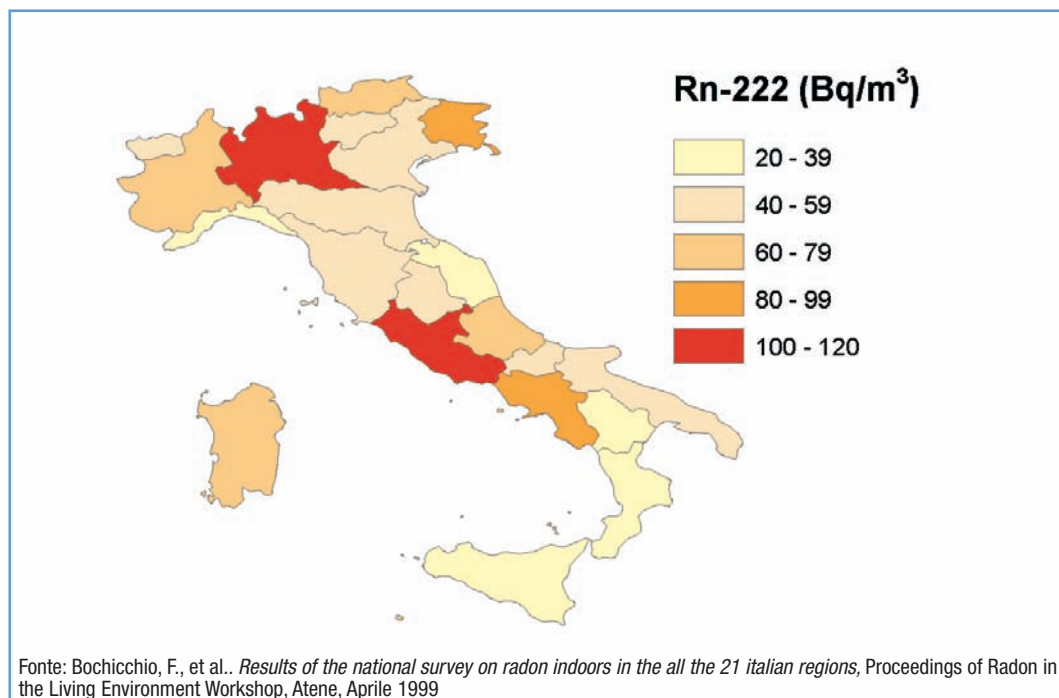 Rn-222 (Bq/m³)
20 - 39
40 - 59
60 - 79
80 - 99
100 - 120
Fonte: Bochicchio, F., et al.. Results of the national survey on radon indoors in the all the 21 italian regions, Proceedings of Radon in
the Living Environment Workshop, Atene, Aprile 1999